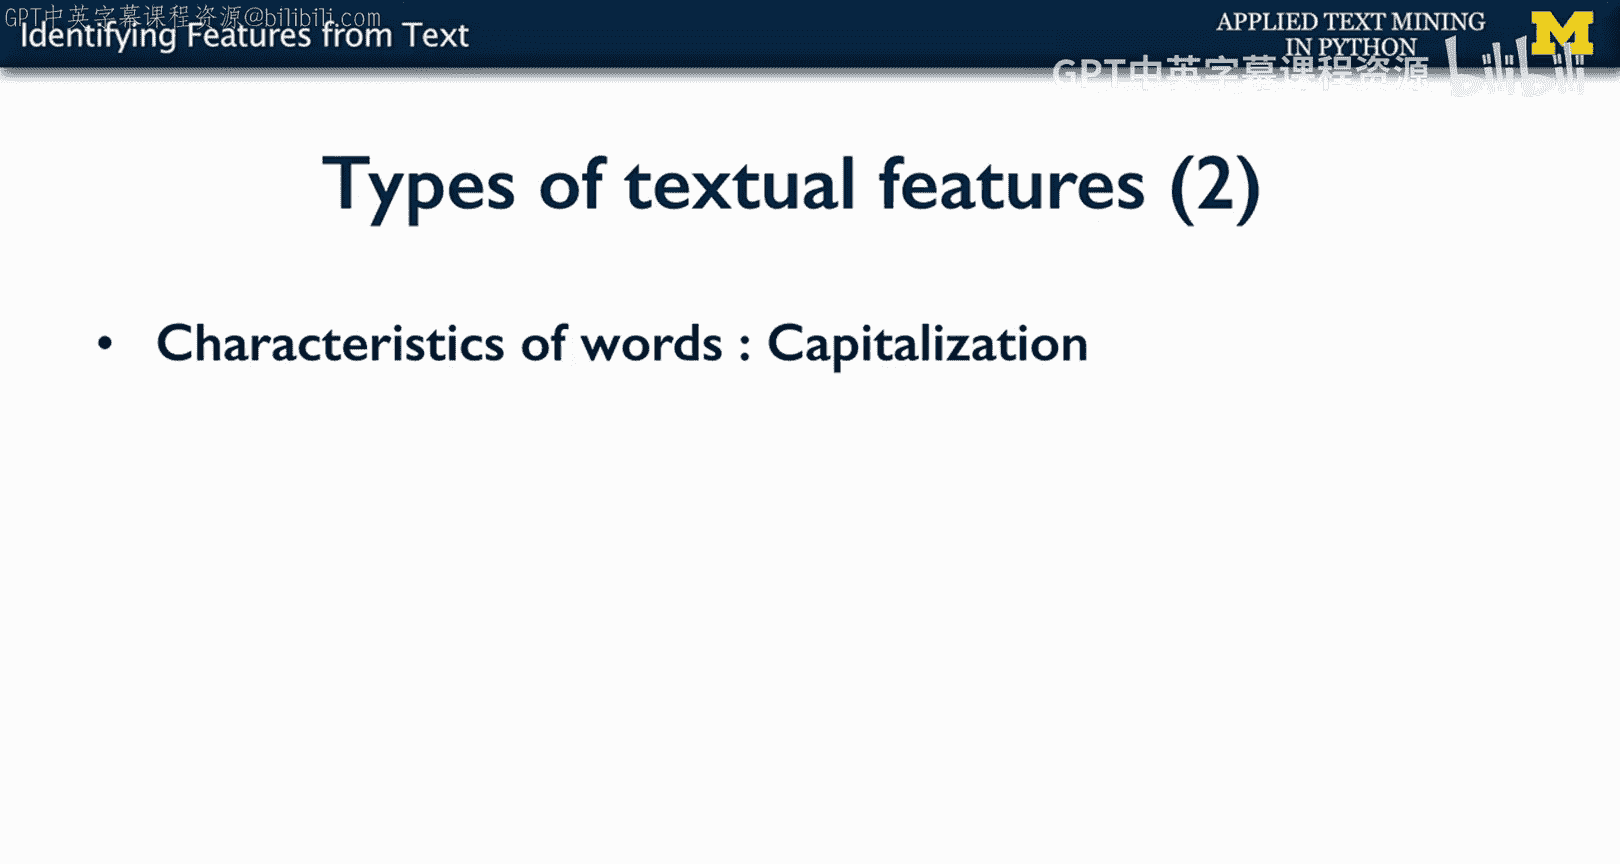 GPT中英字幕课程资源@bilibili.com
Identifying Features from Text
APPLIED TEXT MINING
IN PYTHON
M
GPT中英字幕课程资源 bilibili
Types of textual features (2)
• Characteristics of words : Capitalization